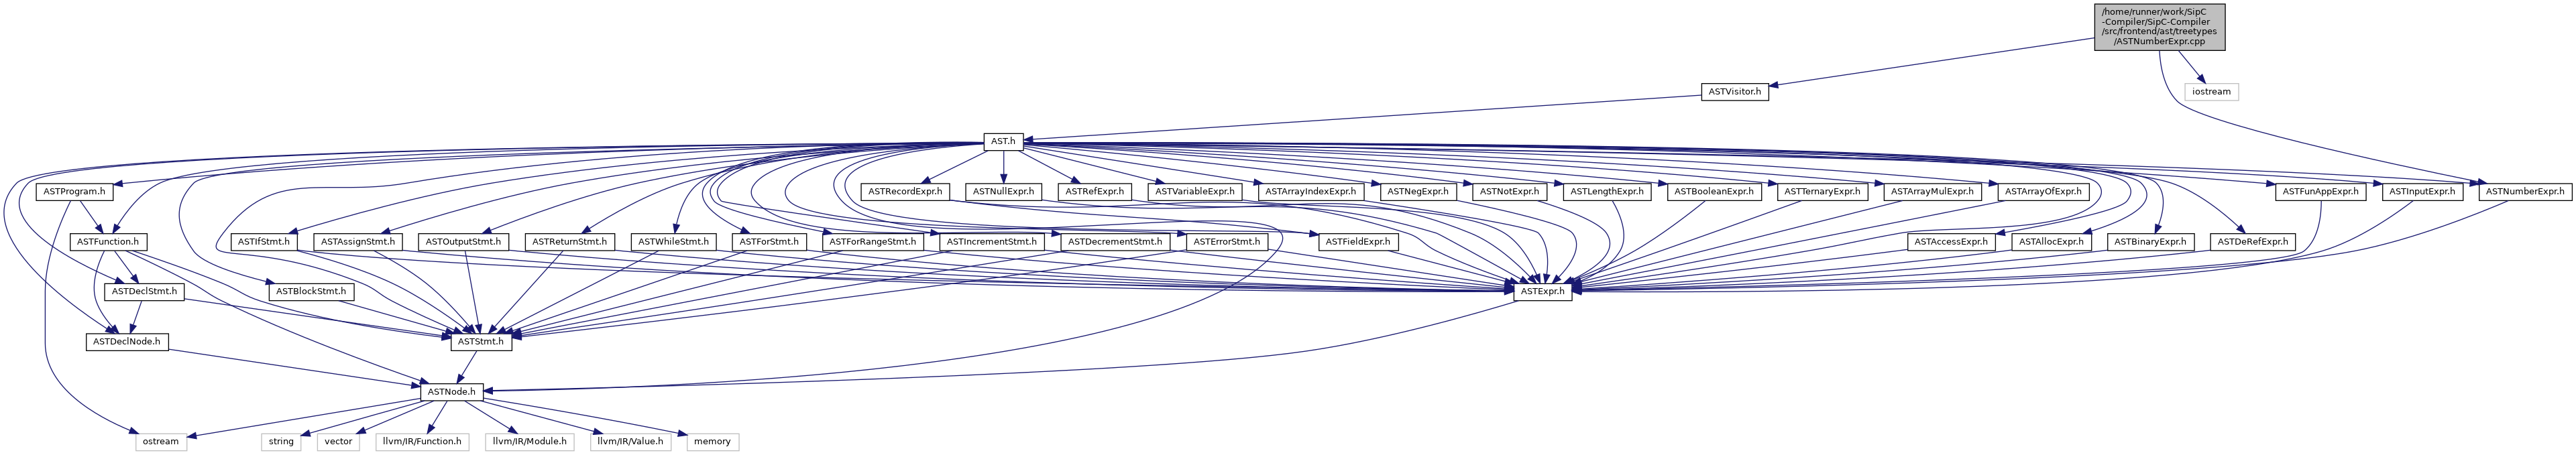 /home/runner/work/SipC
-Compiler/SipC-Compiler
/src/frontend/ast/treetypes
/ASTNumberExpr.cpp
ASTVisitor.h
iostream
AST.h
ASTProgram.h
ASTRecordExpr.h
ASTNullExpr.h
ASTRefExpr.h
ASTVariableExpr.h
ASTArrayIndexExpr.h
ASTNegExpr.h
ASTNotExpr.h
ASTLengthExpr.h
ASTBooleanExpr.h
ASTTernaryExpr.h
ASTArrayMulExpr.h
ASTArrayOfExpr.h
ASTFunAppExpr.h
ASTInputExpr.h
ASTNumberExpr.h
ASTFunction.h
ASTIfStmt.h
ASTAssignStmt.h
ASTOutputStmt.h
ASTReturnStmt.h
ASTWhileStmt.h
ASTForStmt.h
ASTForRangeStmt.h
ASTIncrementStmt.h
ASTDecrementStmt.h
ASTErrorStmt.h
ASTFieldExpr.h
ASTAccessExpr.h
ASTAllocExpr.h
ASTBinaryExpr.h
ASTDeRefExpr.h
ASTDeclStmt.h
ASTBlockStmt.h
ASTExpr.h
ASTDeclNode.h
ASTStmt.h
ASTNode.h
ostream
string
vector
llvm/IR/Function.h
llvm/IR/Module.h
llvm/IR/Value.h
memory